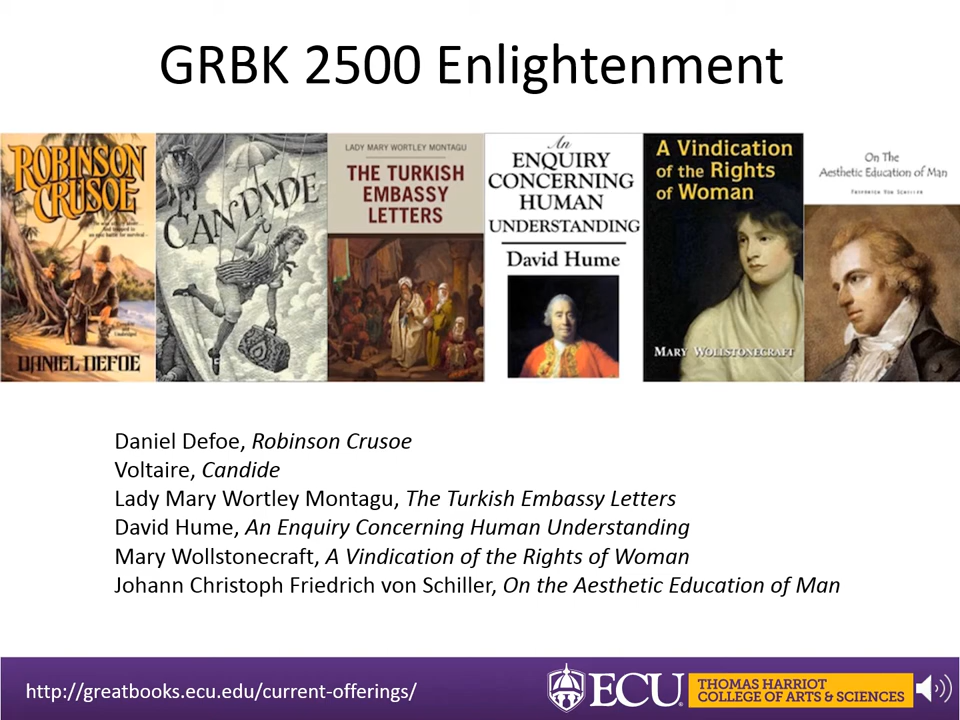 GRBK 2500 Enlightenment
ROBINSON
CRUSOE
DANIEL DEFOE
CANDIDE
LADY MARY WORTLEY MONTAGU
THE TURKISH
EMBASSY
LETTERS
An
ENQUIRY
CONCERNING
HUMAN
UNDERSTANDING
David Hume
A Vindication
of the Rights
of Woman
MARY WOLLSTONECRAFT
On The
Aesthetic Education of Man
Daniel Defoe, Robinson Crusoe
Voltaire, Candide
Lady Mary Wortley Montagu, The Turkish Embassy Letters
David Hume, An Enquiry Concerning Human Understanding
Mary Wollstonecraft, A Vindication of the Rights of Woman
Johann Christoph Friedrich von Schiller, On the Aesthetic Education of Man
http://greatbooks.ecu.edu/current-offerings/
ECU
THOMAS HARRIOT
COLLEGE OF ARTS & SCIENCES